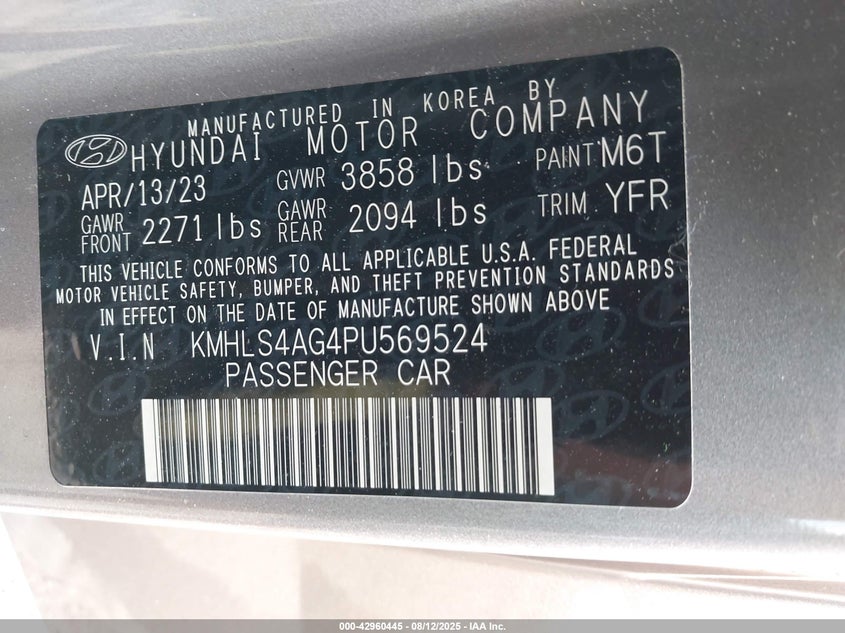 MANUFACTURED IN KOREA BY
HYUNDAI MOTOR COMPANY
APR/13/23 GVWR 3858 lbs PAINT M6T
GAWR FRONT 2271 lbs GAWR REAR 2094 lbs TRIM YFR
THIS VEHICLE CONFORMS TO ALL APPLICABLE U.S.A. FEDERAL
MOTOR VEHICLE SAFETY, BUMPER, AND THEFT PREVENTION STANDARDS
IN EFFECT ON THE DATE OF MANUFACTURE SHOWN ABOVE
V.I.N KMHLS4AG4PU569524
PASSENGER CAR
000-42960445 - 08/12/2025 - IAA Inc.